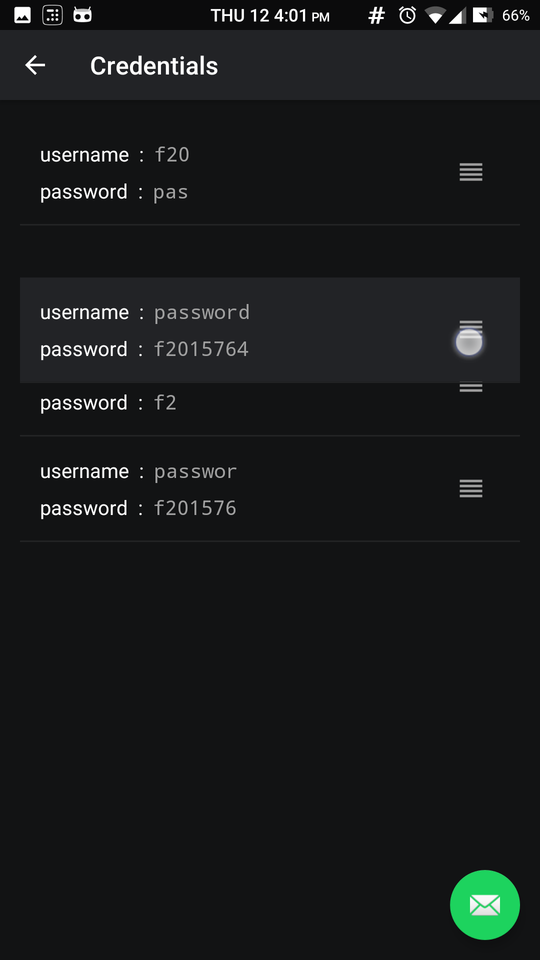 THU 12 4:01 PM # 66%
Credentials
username : f20
password : pas
username : password
password : f2015764
password : f2
username : passwor
password : f201576